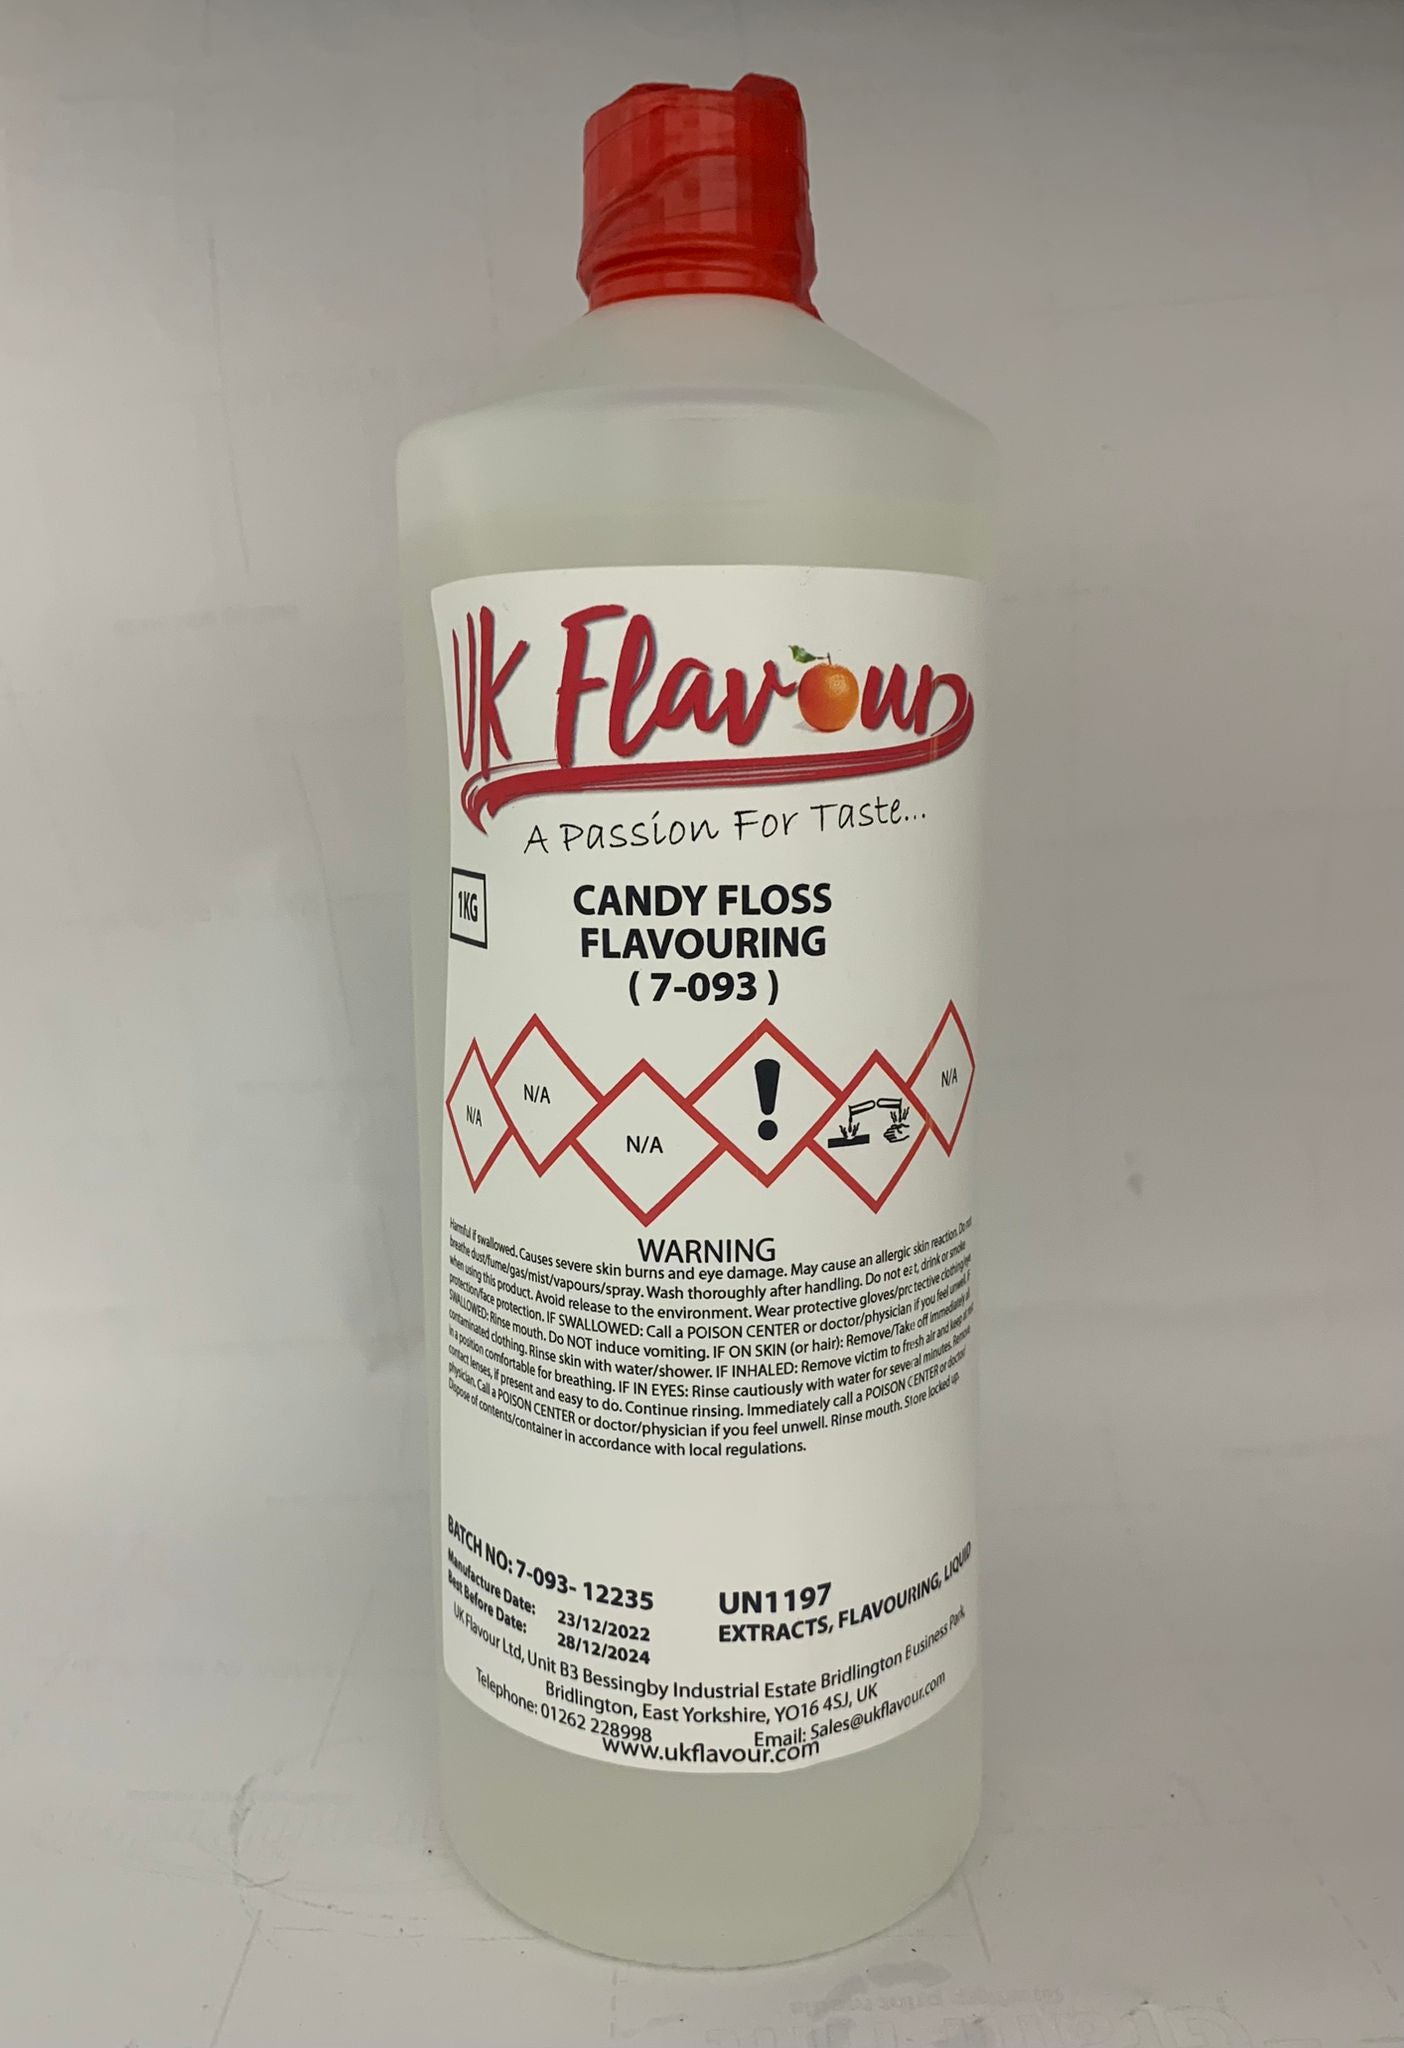 UK Flavour
A Passion For Taste...
1KG
CANDY FLOSS
FLAVOURING
( 7-093 )
N/A
N/A
N/A
N/A
WARNING
Harmful if swallowed. Causes severe skin burns and eye damage. May cause an allergic skin reaction. Do not
breathe dust/fume/gas/mist/vapours/spray. Wash thoroughly after handling. Do not eat, drink or smoke
when using this product. Avoid release to the environment. Wear protective gloves/protective clothing/eye
protection/face protection. IF SWALLOWED: Call a POISON CENTER or doctor/physician if you feel unwell. IF
SWALLOWED: Rinse mouth. Do NOT induce vomiting. IF ON SKIN (or hair): Remove/Take off immediately all
contaminated clothing. Rinse skin with water/shower. IF INHALED: Remove victim to fresh air and keep at rest
in a position comfortable for breathing. IF IN EYES: Rinse cautiously with water for several minutes. Remove
contact lenses, if present and easy to do. Continue rinsing. Immediately call a POISON CENTER or doctor/
physician. Call a POISON CENTER or doctor/physician if you feel unwell. Rinse mouth. Store locked up.
Dispose of contents/container in accordance with local regulations.
BATCH NO: 7-093- 12235
Manufacture Date: 23/12/2022
Best Before Date: 28/12/2024
UN1197
EXTRACTS, FLAVOURING, LIQUID
UK Flavour Ltd, Unit B3 Bessingby Industrial Estate Bridlington Business Park,
Bridlington, East Yorkshire, YO16 4SJ, UK
Telephone: 01262 228998 Email: Sales@ukflavour.com
www.ukflavour.com